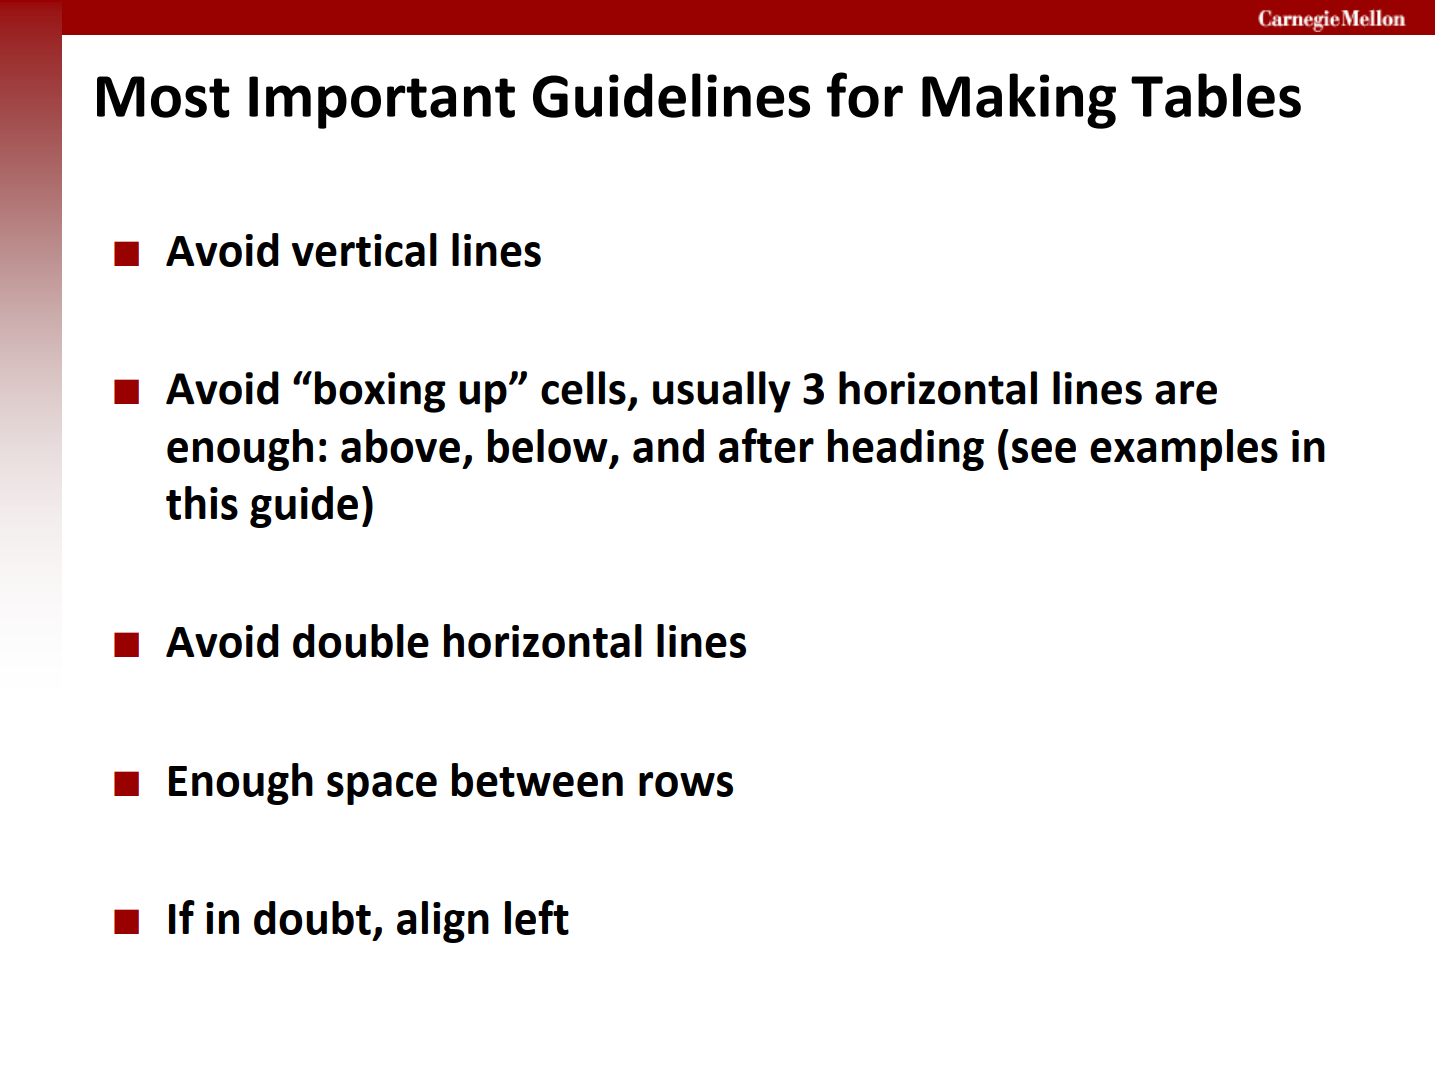 Carnegie Mellon
Most Important Guidelines for Making Tables
Avoid vertical lines
Avoid “boxing up” cells, usually 3 horizontal lines are
enough: above, below, and after heading (see examples in
this guide)
Avoid double horizontal lines
Enough space between rows
If in doubt, align left